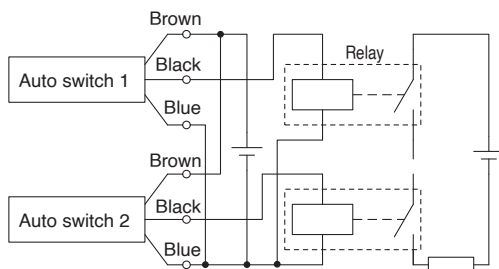 Brown
Auto switch 1
Black
Blue
Relay
Brown
Auto switch 2
Black
Blue